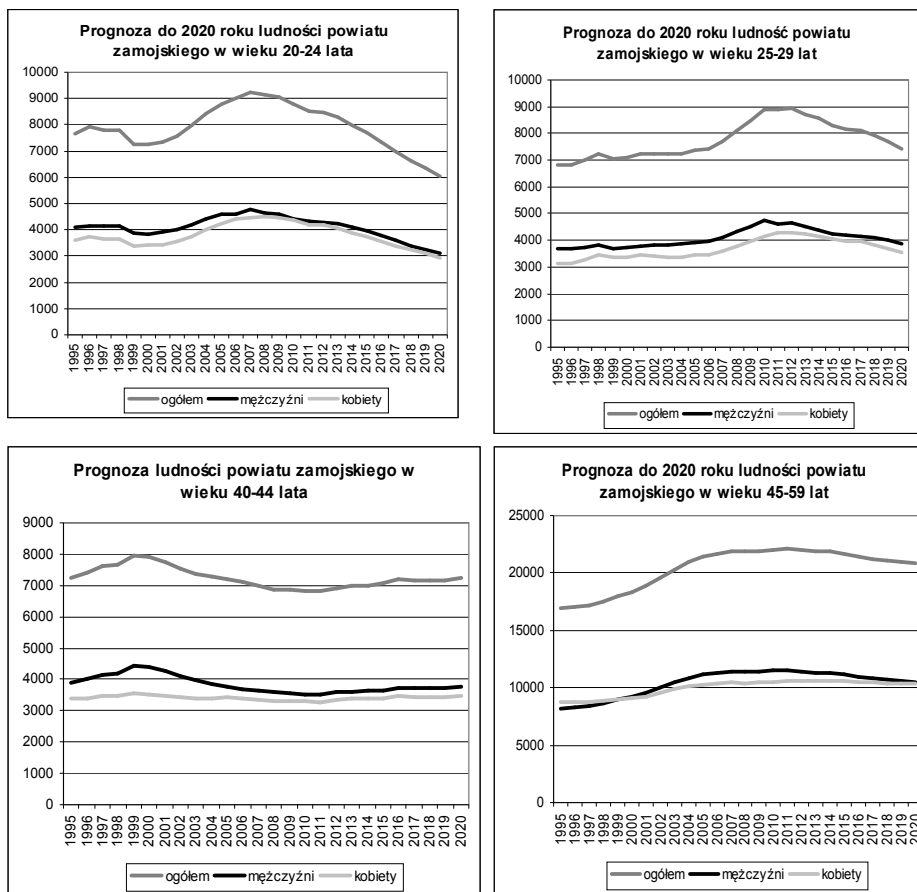 Prognoza do 2020 roku ludności powiatu
zamojskiego w wieku 20-24 lata
10000
9000
8000
7000
6000
5000
4000
3000
2000
1000
0
1995 1996 1997 1998 1999 2000 2001 2002 2003 2004 2005 2006 2007 2008 2009 2010 2011 2012 2013 2014 2015 2016 2017 2018 2019 2020
ogółem mężczyźni kobiety
Prognoza do 2020 roku ludność powiatu
zamojskiego w wieku 25-29 lat
10000
9000
8000
7000
6000
5000
4000
3000
2000
1000
0
1995 1996 1997 1998 1999 2000 2001 2002 2003 2004 2005 2006 2007 2008 2009 2010 2011 2012 2013 2014 2015 2016 2017 2018 2019 2020
ogółem mężczyźni kobiety
Prognoza ludności powiatu zamojskiego w
wieku 40-44 lata
9000
8000
7000
6000
5000
4000
3000
2000
1000
0
1995 1996 1997 1998 1999 2000 2001 2002 2003 2004 2005 2006 2007 2008 2009 2010 2011 2012 2013 2014 2015 2016 2017 2018 2019 2020
ogółem mężczyźni kobiety
Prognoza do 2020 roku ludności powiatu
zamojskiego w wieku 45-59 lat
25000
20000
15000
10000
5000
0
1995 1996 1997 1998 1999 2000 2001 2002 2003 2004 2005 2006 2007 2008 2009 2010 2011 2012 2013 2014 2015 2016 2017 2018 2019 2020
ogółem mężczyźni kobiety